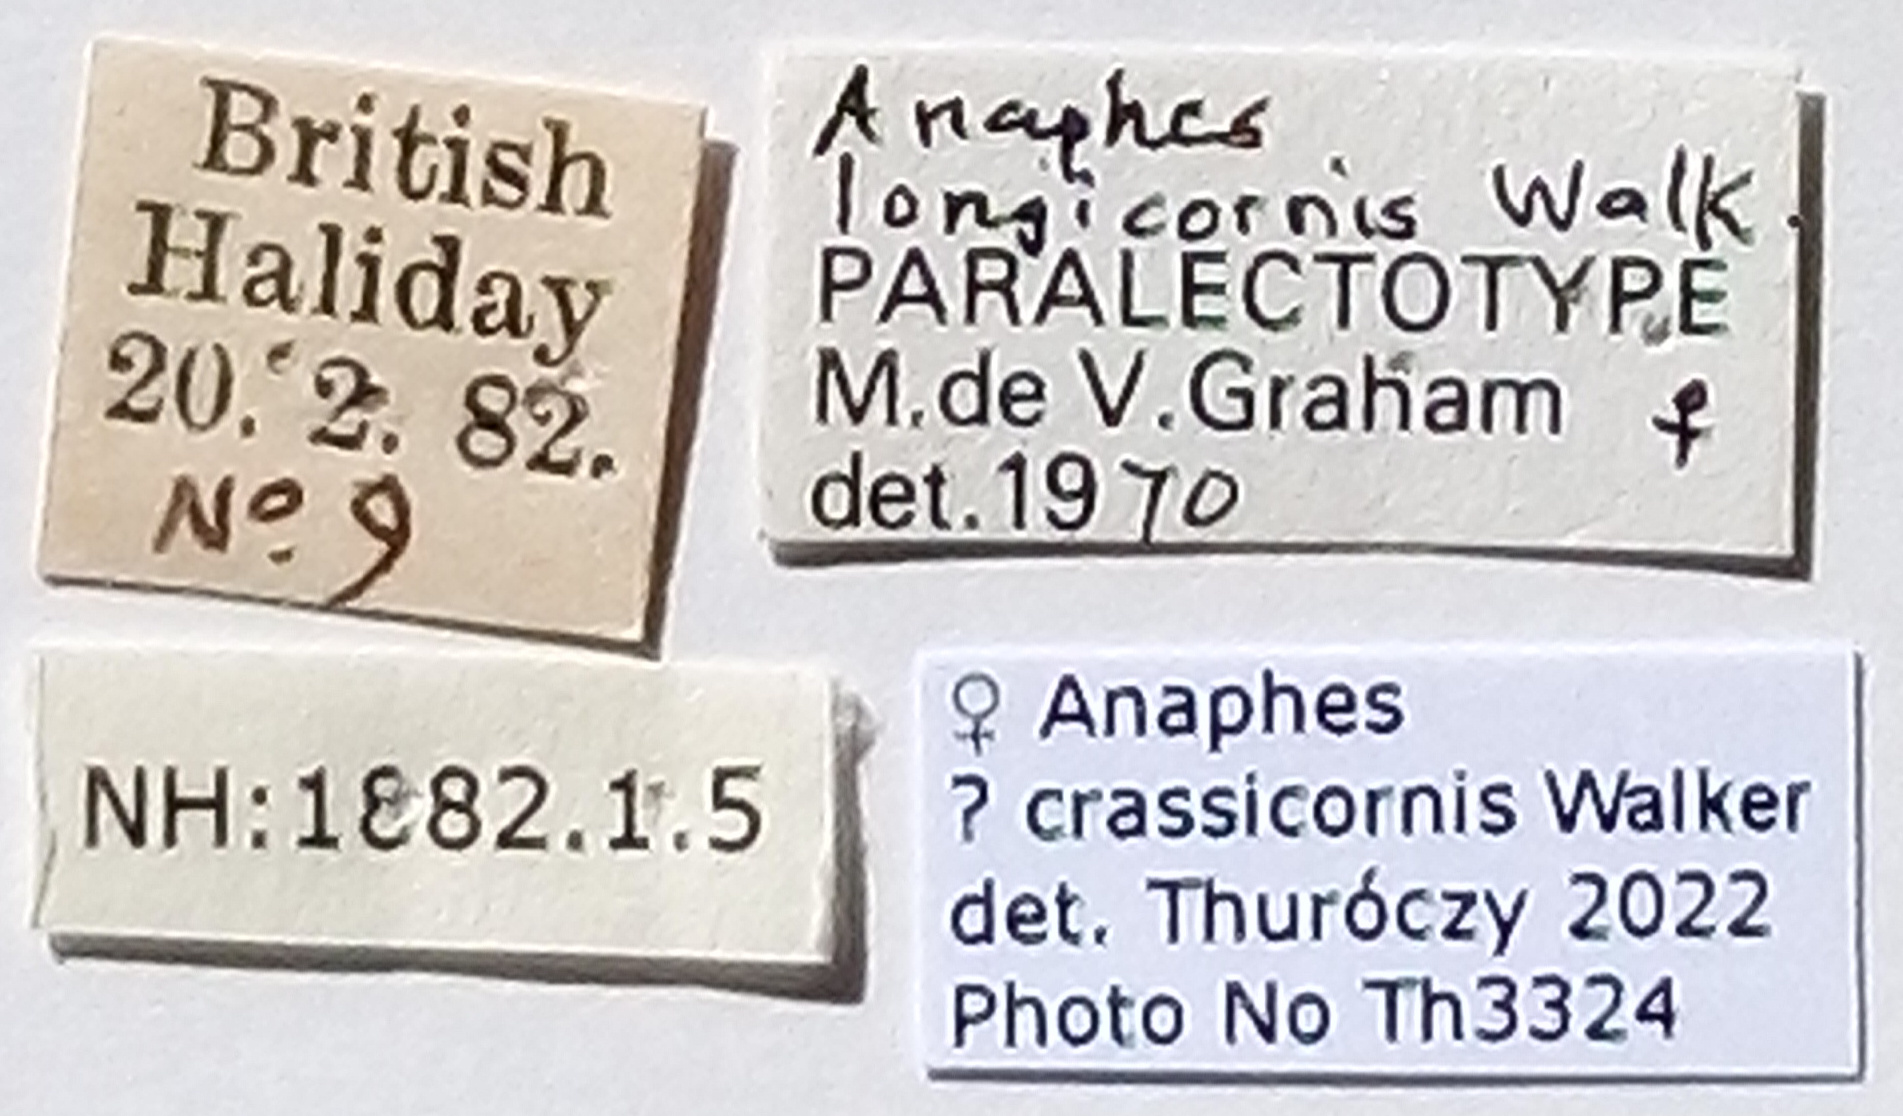 British
Haliday
20. 2. 82.
No. 9
Anaphes
longicornis Walk.
PARALECTOTYPE
M.de V.Graham ♀
det.1970
NH:1882.1.5
♀ Anaphes
? crassicornis Walker
det. Thuróczy 2022
Photo No Th3324